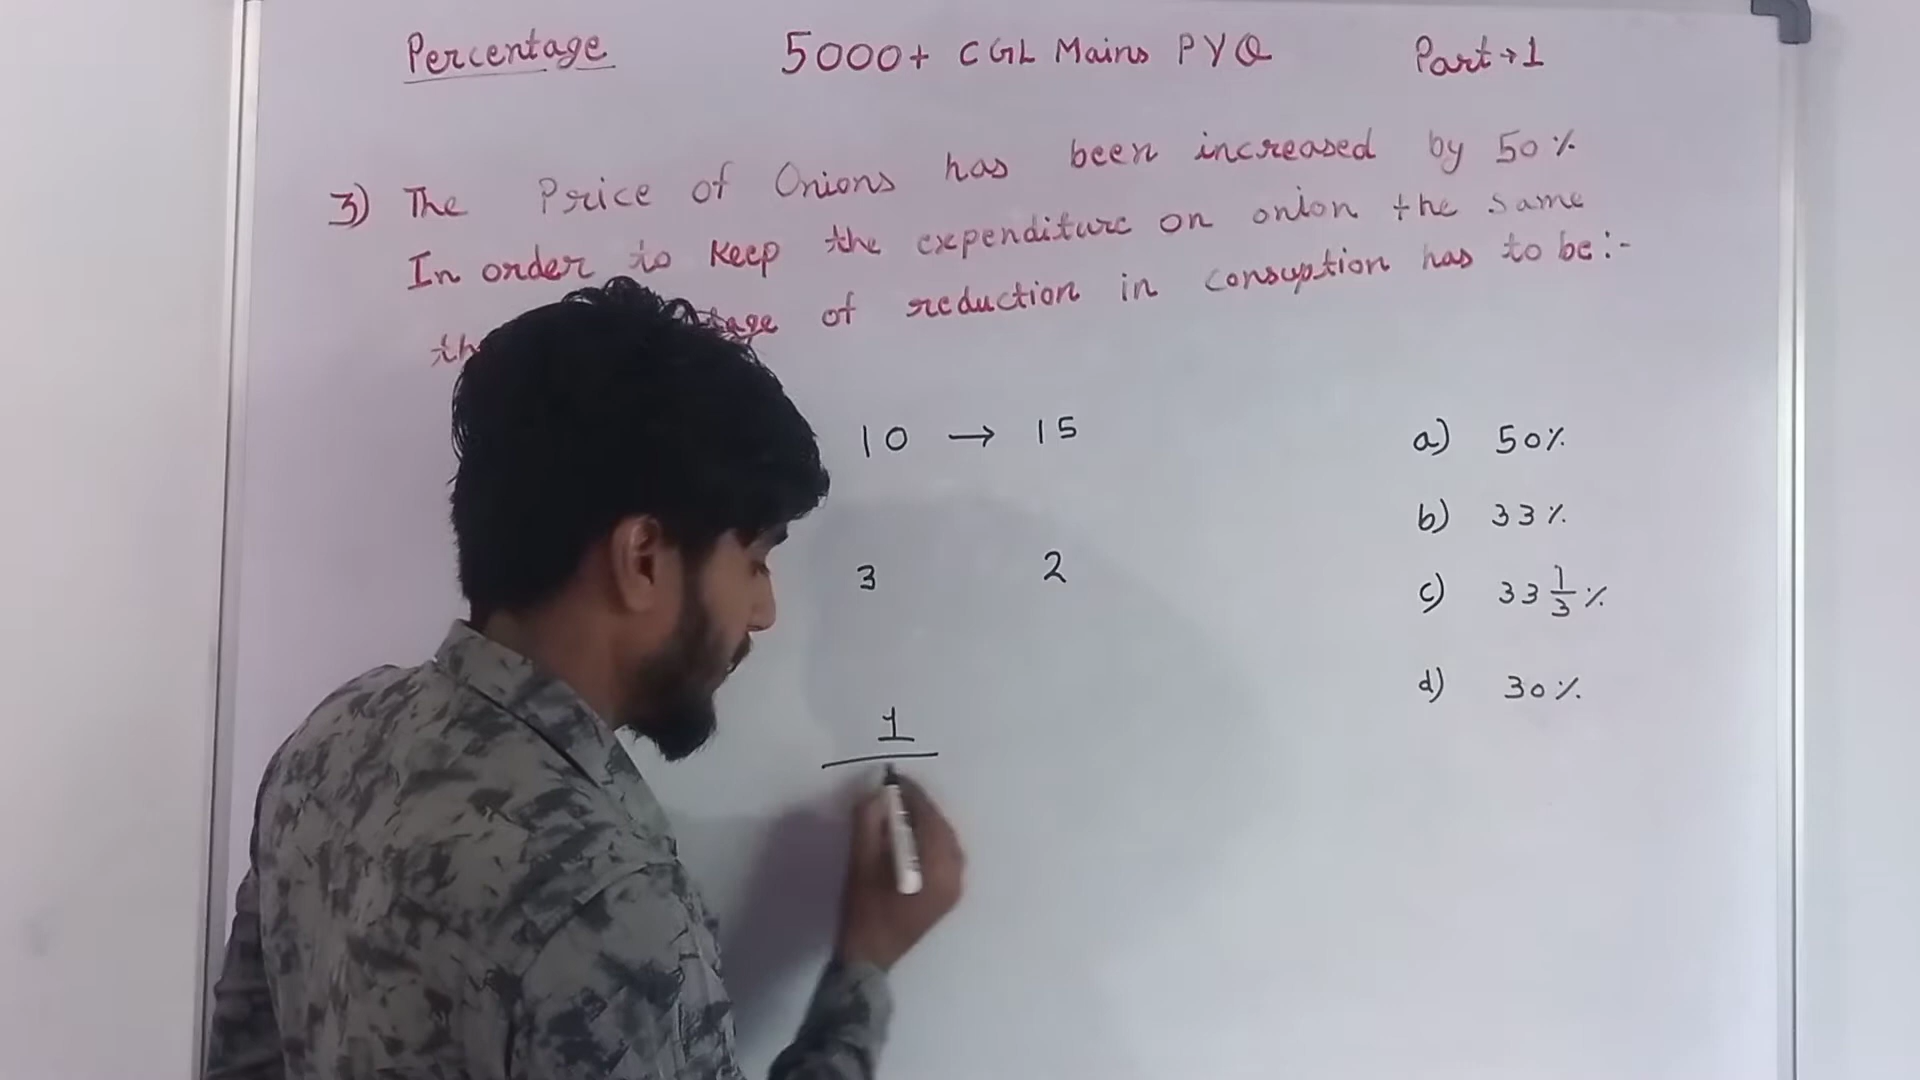 Percentage 5000+ CGL Mains PYQ Part→1
3) The Price of Onions has been increased by 50%
In order to keep the expenditure on onion the same
of reduction in consuption has to be:-
10 → 15
a) 50%
b) 33%
3 2
c) 33 1/3 %
d) 30%
1